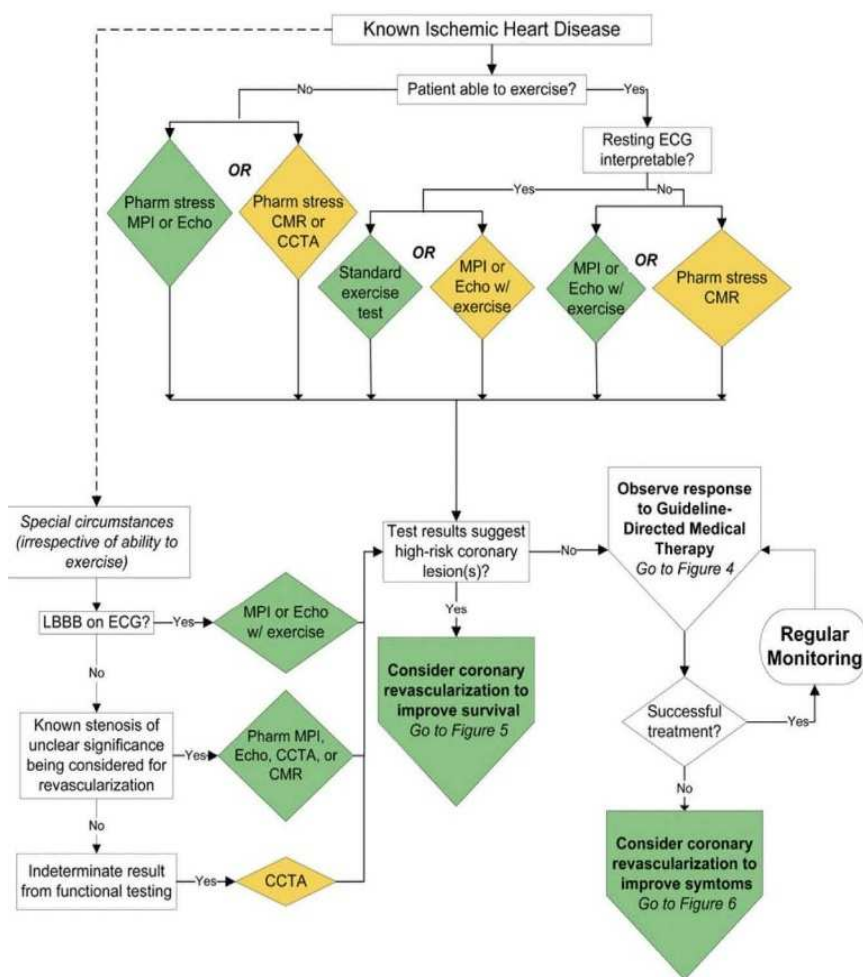 Known Ischemic Heart Disease
Patient able to exercise?
No
Yes
Resting ECG
interpretable?
Yes
No
Pharm stress
MPI or Echo
OR
Pharm stress
CMR or
CCTA
Standard
exercise
test
OR
MPI or
Echo w/
exercise
MPI or
Echo w/
exercise
OR
Pharm stress
CMR
Special circumstances
(irrespective of ability to
exercise)
LBBB on ECG?
Yes
MPI or Echo
w/ exercise
No
Known stenosis of
unclear significance
being considered for
revascularization
Yes
Pharm MPI,
Echo, CCTA, or
CMR
No
Indeterminate result
from functional testing
Yes
CCTA
Test results suggest
high-risk coronary
lesion(s)?
No
Yes
Consider coronary
revascularization to
improve survival
Go to Figure 5
Observe response
to Guideline-
Directed Medical
Therapy
Go to Figure 4
Regular
Monitoring
Successful
treatment?
Yes
No
Consider coronary
revascularization to
improve symtoms
Go to Figure 6